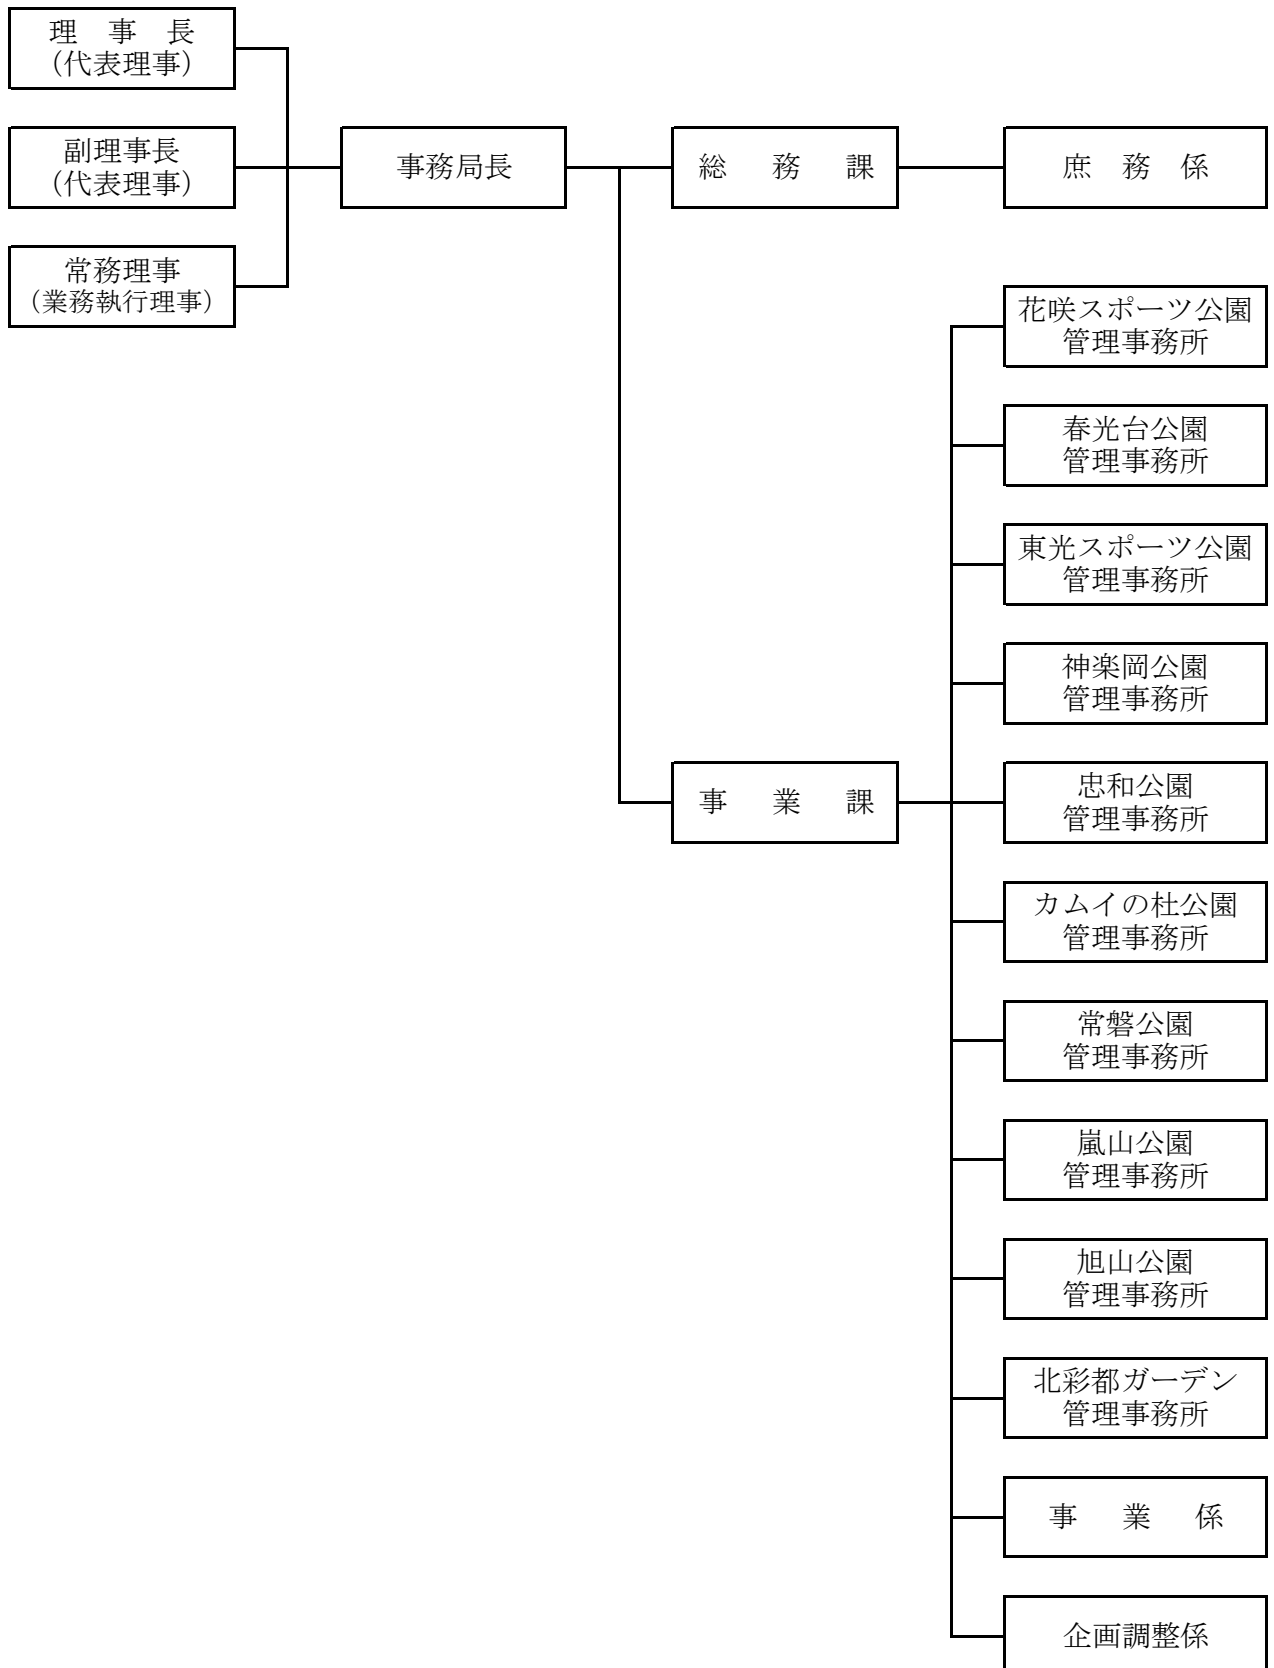 理　事　長
（代表理事）
副理事長
（代表理事）
常務理事
（業務執行理事）
事務局長
総　務　課
庶　務　係
事　業　課
花咲スポーツ公園
管理事務所
春光台公園
管理事務所
東光スポーツ公園
管理事務所
神楽岡公園
管理事務所
忠和公園
管理事務所
カムイの杜公園
管理事務所
常磐公園
管理事務所
嵐山公園
管理事務所
旭山公園
管理事務所
北彩都ガーデン
管理事務所
事　業　係
企画調整係